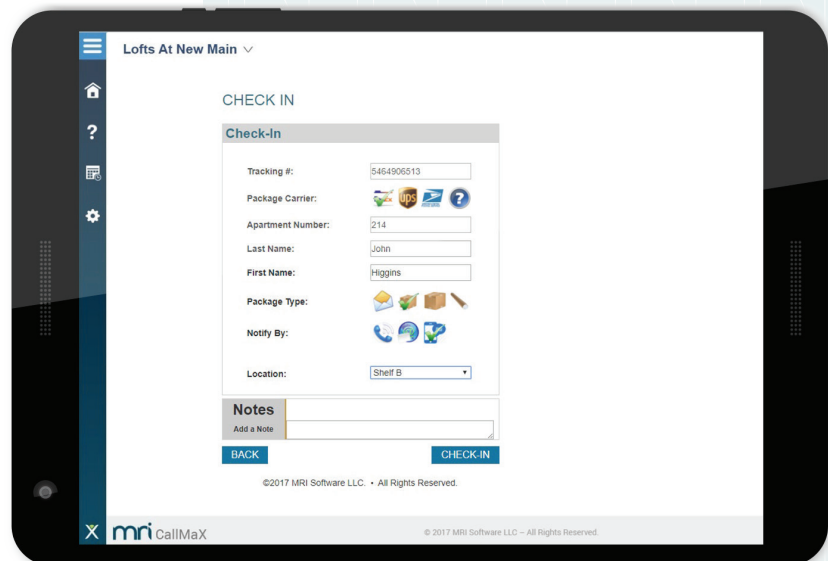 Lofts At New Main
CHECK IN
Check-In
Tracking #: 5464906513
Package Carrier: ups ?
Apartment Number: 214
Last Name: John
First Name: Higgins
Package Type:
Notify By:
Location: Shelf B
Notes
Add a Note
BACK CHECK-IN
©2017 MRI Software LLC. • All Rights Reserved.
mri CallMaX © 2017 MRI Software LLC – All Rights Reserved.